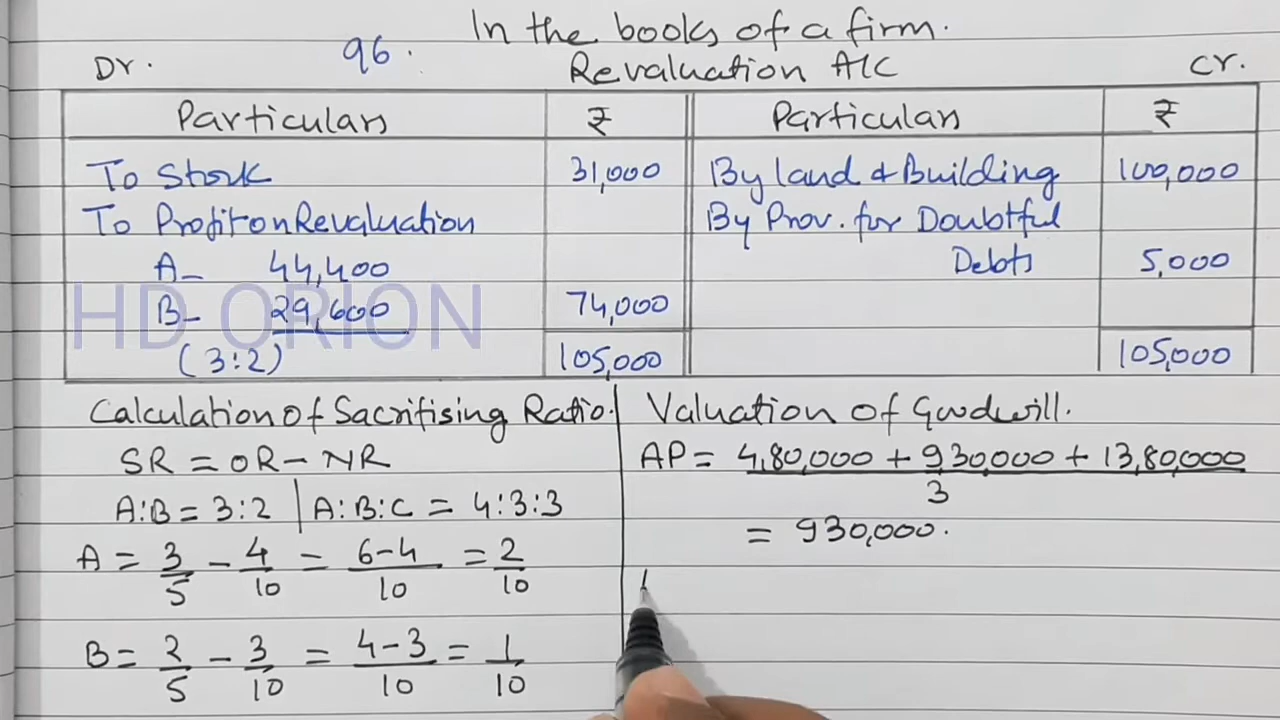 In the books of a firm.
96.
Dr. Revaluation A/C Cr.
Particulars ₹ Particulars ₹
To Stock 31,000 By land & Building 100,000
To Profit on Revaluation By Prov. for Doubtful
A- 44,400 Debts 5,000
B- 29,600 74,000
(3:2) 105,000 105,000
HD ORION
Calculation Of Sacrifising Ratio.
SR = OR - NR
A:B = 3:2 | A:B:C = 4:3:3
A = 3/5 - 4/10 = 6-4/10 = 2/10
B = 2/5 - 3/10 = 4-3/10 = 1/10
Valuation of Goodwill.
AP = 4,80,000 + 930,000 + 13,80,000
3
= 930,000.